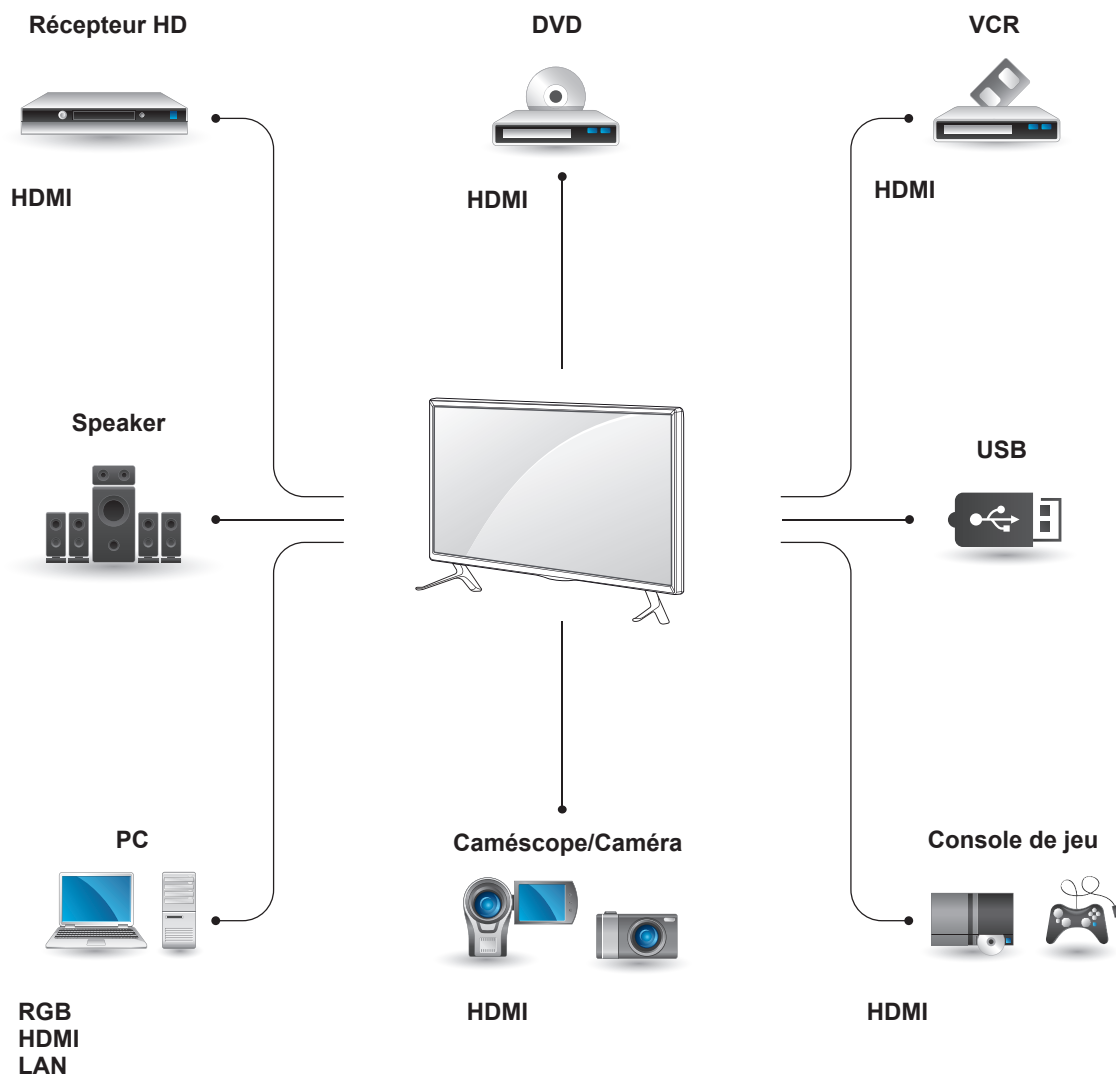 Récepteur HD
DVD
VCR
HDMI
HDMI
HDMI
Speaker
USB
PC
Caméscope/Caméra
Console de jeu
RGB
HDMI
LAN
HDMI
HDMI